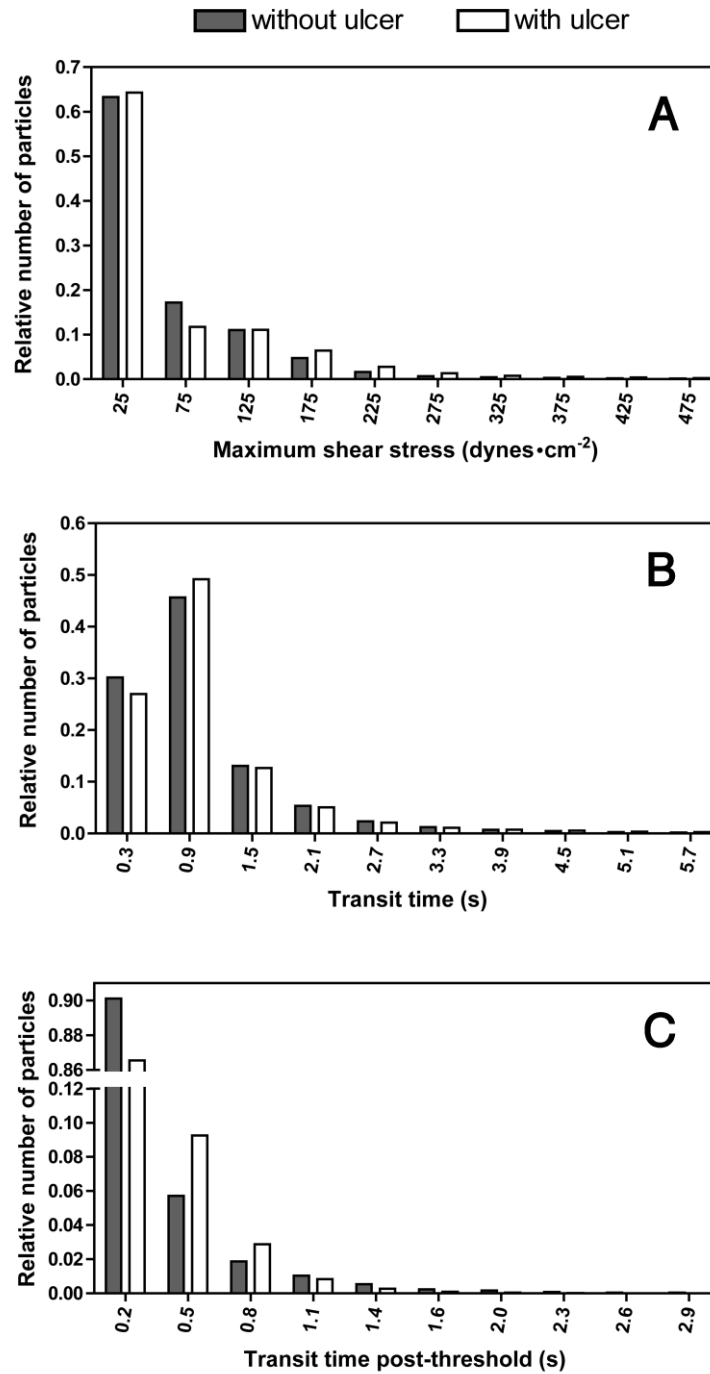 without ulcer with ulcer
A
Relative number of particles
0.7
0.6
0.5
0.4
0.3
0.2
0.1
0.0
25 75 125 175 225 275 325 375 425 475
Maximum shear stress (dynes•cm-2)
B
Relative number of particles
0.6
0.5
0.4
0.3
0.2
0.1
0.0
0.3 0.9 1.5 2.1 2.7 3.3 3.9 4.5 5.1 5.7
Transit time (s)
C
Relative number of particles
0.90
0.88
0.86
0.12
0.10
0.08
0.06
0.04
0.02
0.00
0.2 0.5 0.8 1.1 1.4 1.6 2.0 2.3 2.6 2.9
Transit time post-threshold (s)